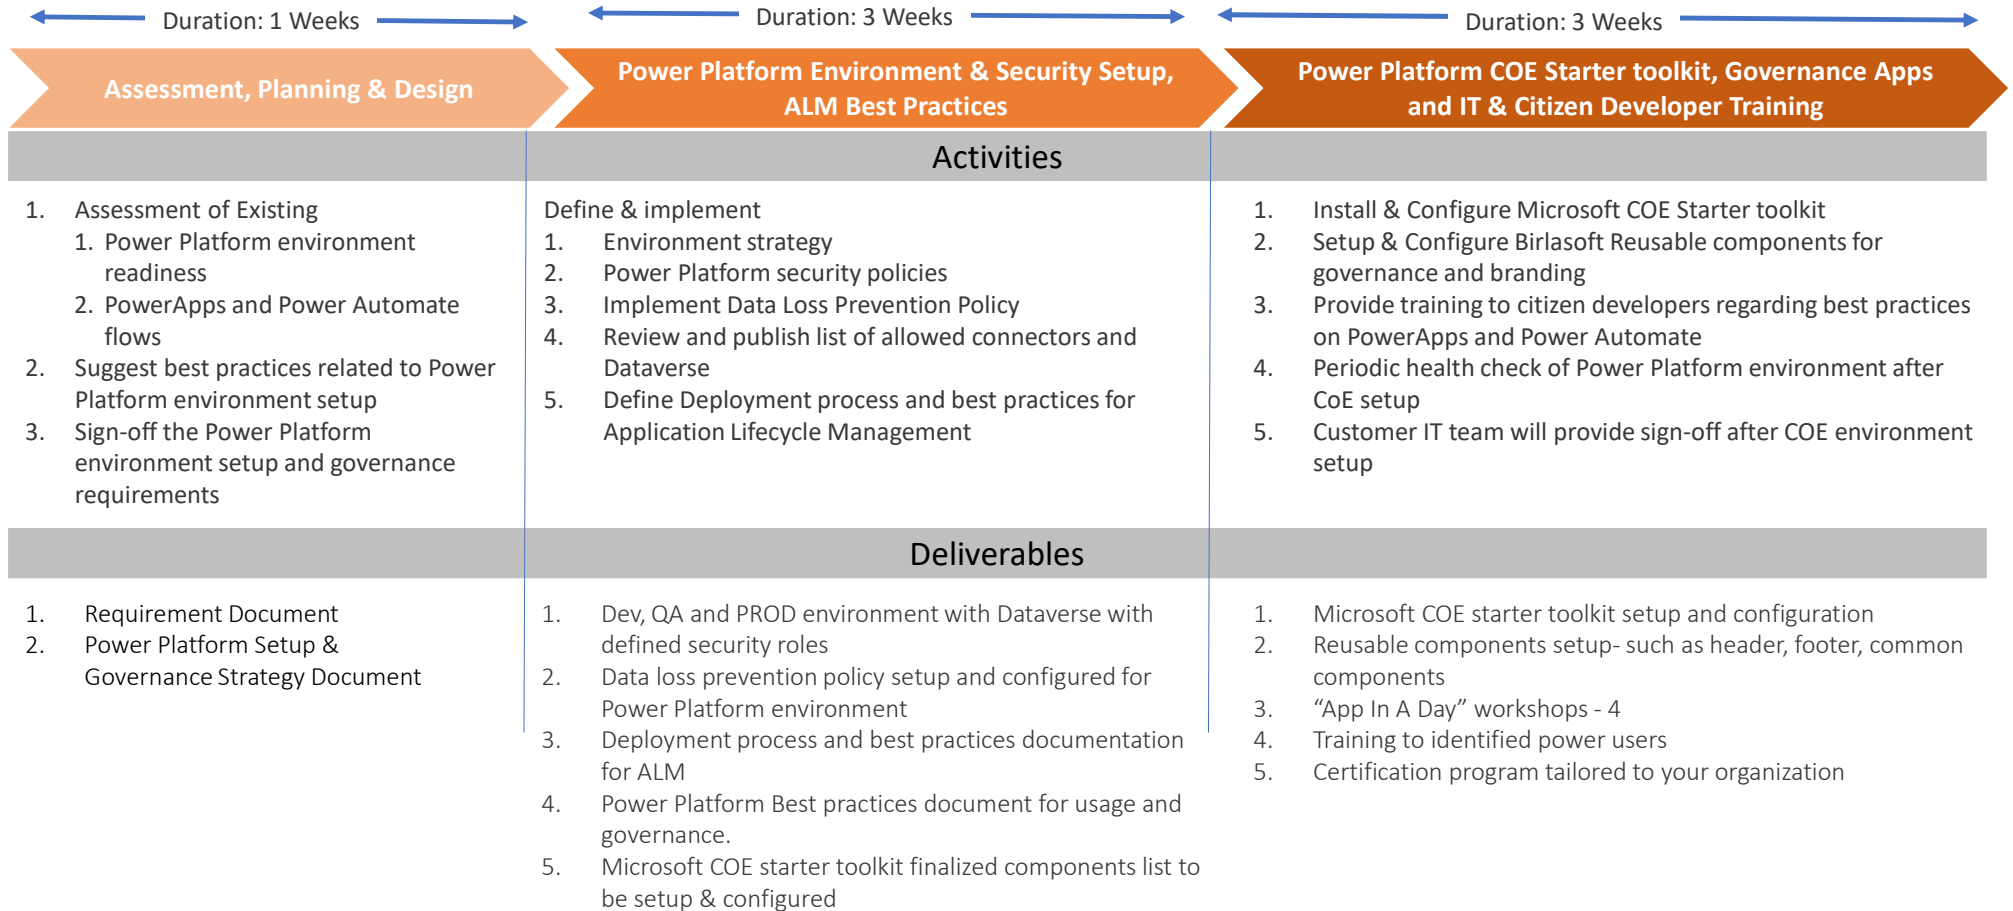 Duration: 1 Weeks
Duration: 3 Weeks
Duration: 3 Weeks
Assessment, Planning & Design
Power Platform Environment & Security Setup,
ALM Best Practices
Power Platform COE Starter toolkit, Governance Apps
and IT & Citizen Developer Training
Activities
1. Assessment of Existing
1. Power Platform environment
readiness
2. PowerApps and Power Automate
flows
2. Suggest best practices related to Power
Platform environment setup
3. Sign-off the Power Platform
environment setup and governance
requirements
Define & implement
1. Environment strategy
2. Power Platform security policies
3. Implement Data Loss Prevention Policy
4. Review and publish list of allowed connectors and
Dataverse
5. Define Deployment process and best practices for
Application Lifecycle Management
1. Install & Configure Microsoft COE Starter toolkit
2. Setup & Configure Birlasoft Reusable components for
governance and branding
3. Provide training to citizen developers regarding best practices
on PowerApps and Power Automate
4. Periodic health check of Power Platform environment after
CoE setup
5. Customer IT team will provide sign-off after COE environment
setup
Deliverables
1. Requirement Document
2. Power Platform Setup &
Governance Strategy Document
1. Dev, QA and PROD environment with Dataverse with
defined security roles
2. Data loss prevention policy setup and configured for
Power Platform environment
3. Deployment process and best practices documentation
for ALM
4. Power Platform Best practices document for usage and
governance.
5. Microsoft COE starter toolkit finalized components list to
be setup & configured
1. Microsoft COE starter toolkit setup and configuration
2. Reusable components setup- such as header, footer, common
components
3. “App In A Day” workshops - 4
4. Training to identified power users
5. Certification program tailored to your organization